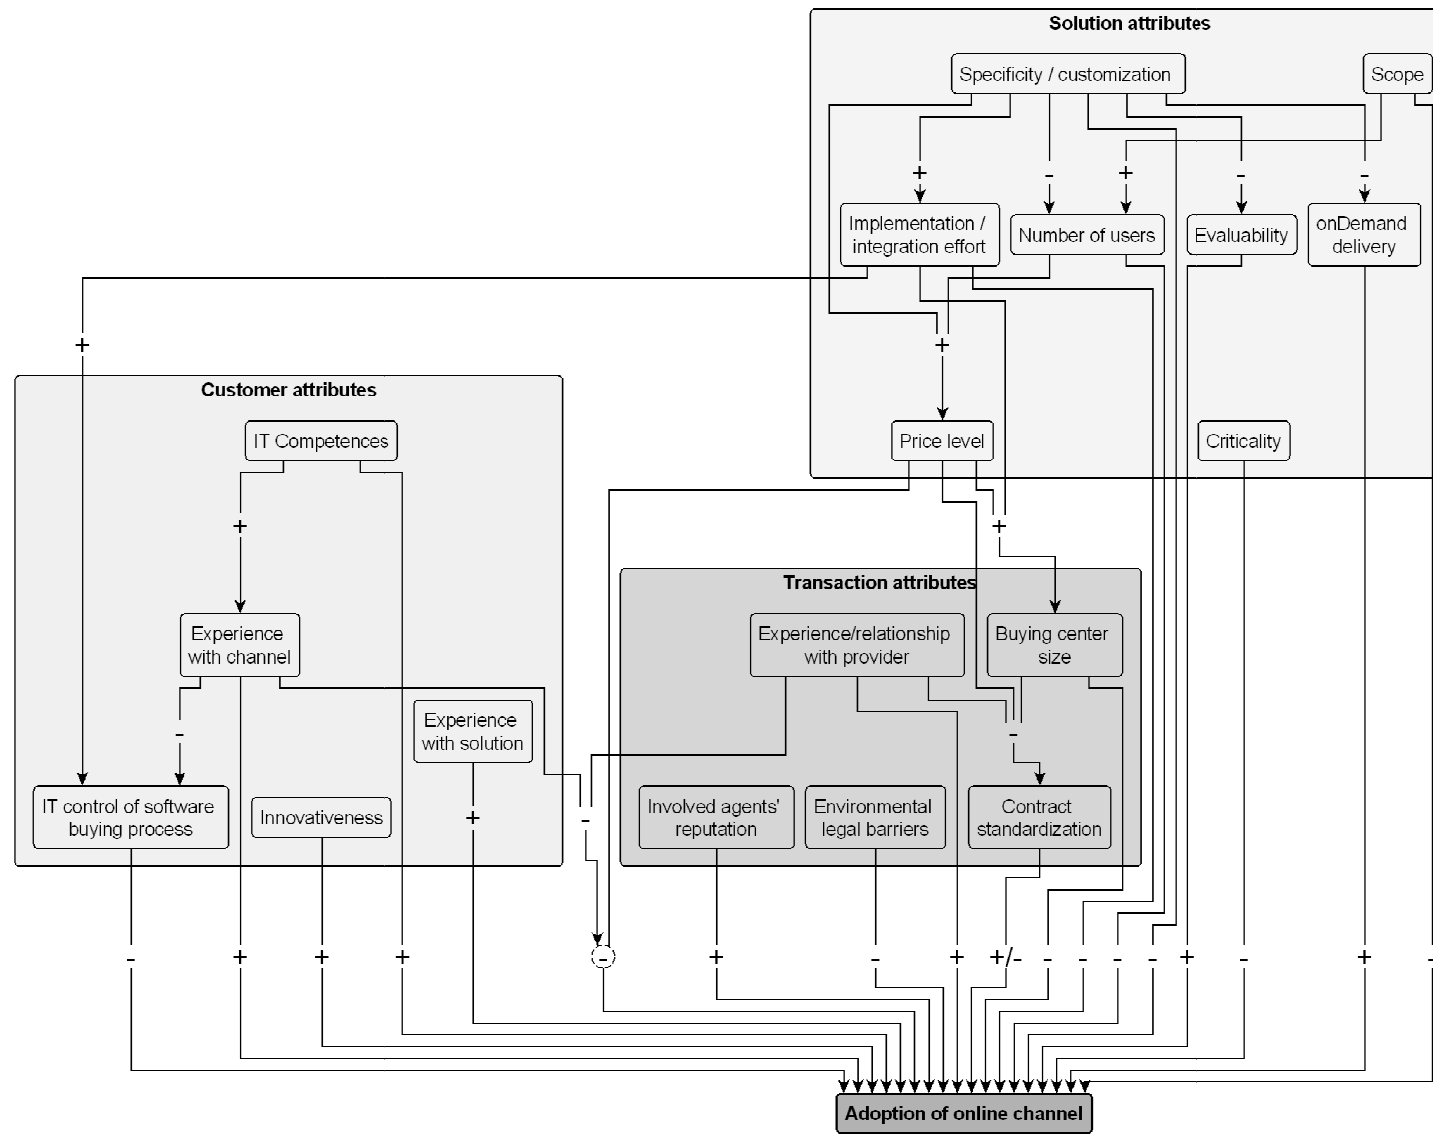 Solution attributes
Specificity / customization
Scope
+
-
+
-
-
Implementation /
integration effort
Number of users
Evaluability
onDemand
delivery
+
+
Customer attributes
IT Competences
Price level
Criticality
+
+
Transaction attributes
Experience
with channel
Experience/relationship
with provider
Buying center
size
Experience
with solution
-
-
IT control of software
buying process
Innovativeness
+
-
Involved agents'
reputation
Environmental
legal barriers
Contract
standardization
-
+
+
+
-
+
-
+
+/-
-
-
-
-
+
-
+
-
Adoption of online channel